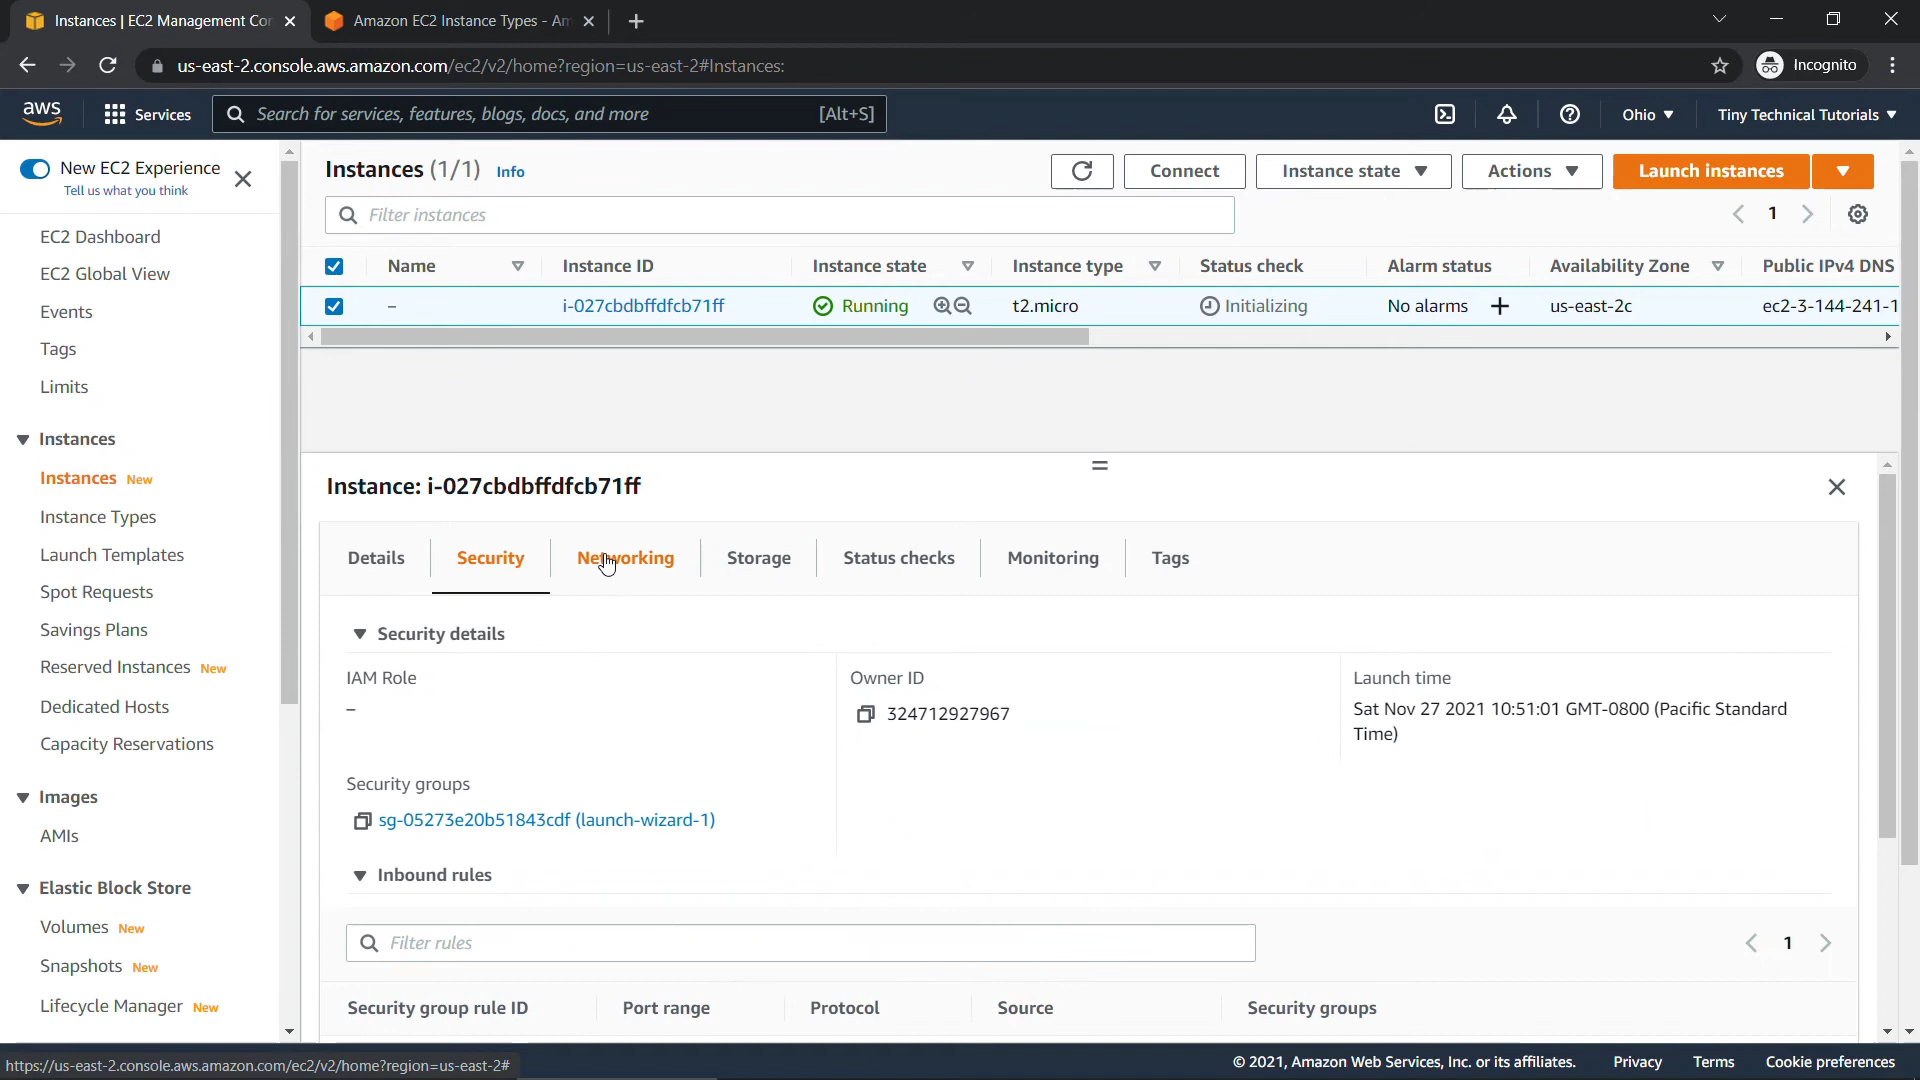 Instances | EC2 Management Con
Amazon EC2 Instance Types - Am
us-east-2.console.aws.amazon.com/ec2/v2/home?region=us-east-2#Instances:
Incognito
aws
Services
Search for services, features, blogs, docs, and more
[Alt+S]
Ohio
Tiny Technical Tutorials
New EC2 Experience
Tell us what you think
EC2 Dashboard
EC2 Global View
Events
Tags
Limits
Instances
Instances New
Instance Types
Launch Templates
Spot Requests
Savings Plans
Reserved Instances New
Dedicated Hosts
Capacity Reservations
Images
AMIs
Elastic Block Store
Volumes New
Snapshots New
Lifecycle Manager New
Instances (1/1) Info
Connect
Instance state
Actions
Launch instances
Filter instances
1
Name Instance ID Instance state Instance type Status check Alarm status Availability Zone Public IPv4 DNS
– i-027cbdbffdfcb71ff Running t2.micro Initializing No alarms + us-east-2c ec2-3-144-241-1
Instance: i-027cbdbffdfcb71ff
Details Security Networking Storage Status checks Monitoring Tags
Security details
IAM Role
–
Owner ID
324712927967
Launch time
Sat Nov 27 2021 10:51:01 GMT-0800 (Pacific Standard
Time)
Security groups
sg-05273e20b51843cdf (launch-wizard-1)
Inbound rules
Filter rules
1
Security group rule ID Port range Protocol Source Security groups
https://us-east-2.console.aws.amazon.com/ec2/v2/home?region=us-east-2#
© 2021, Amazon Web Services, Inc. or its affiliates. Privacy Terms Cookie preferences